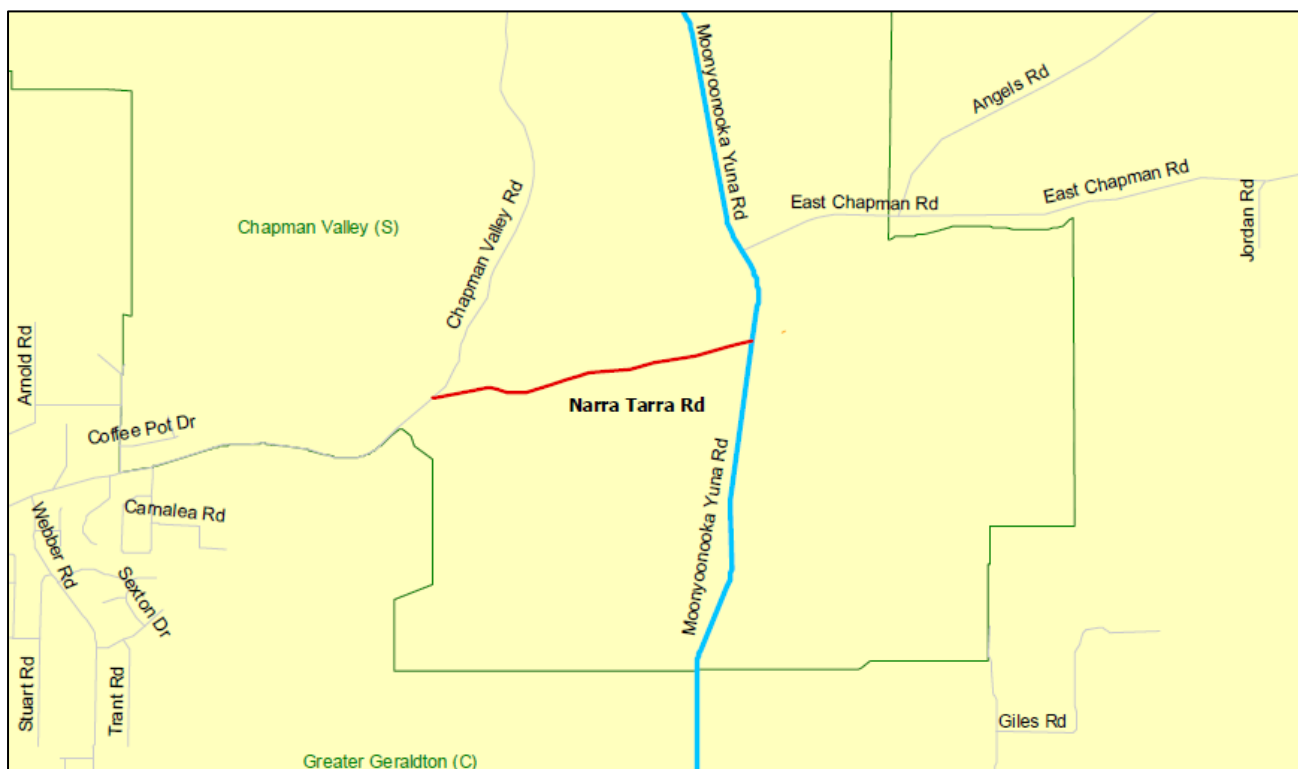 Moonyoonooka Yuna Rd
Angels Rd
East Chapman Rd
East Chapman Rd
Jordan Rd
Chapman Valley (S)
Chapman Valley Rd
Arnold Rd
Narra Tarra Rd
Coffee Pot Dr
Moonyoonooka Yuna Rd
Camalea Rd
Webber Rd
Sexton Dr
Stuart Rd
Trant Rd
Giles Rd
Greater Geraldton (C)